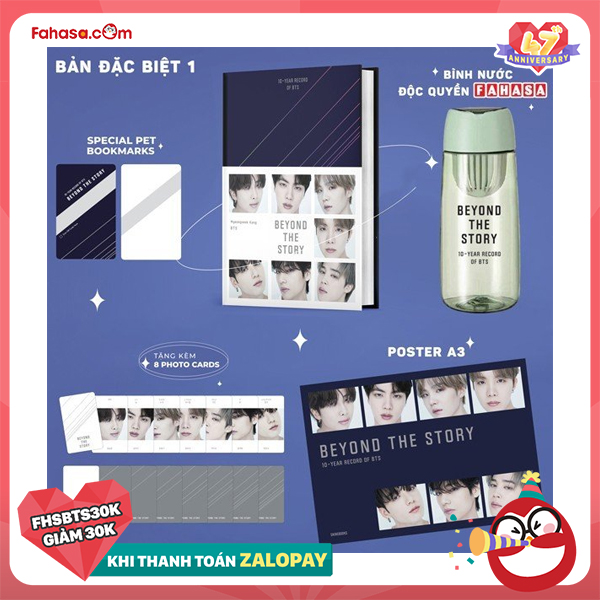 Fahasa.com
47
ANNIVERSARY
BẢN ĐẶC BIỆT 1
BÌNH NƯỚC
ĐỘC QUYỀN FAHASA
SPECIAL PET
BOOKMARKS
BEYOND THE STORY
10-YEAR RECORD
OF BTS
BTS
BEYOND
THE
STORY
BEYOND
THE
STORY
10-YEAR RECORD
OF BTS
TẶNG KÈM
8 PHOTO CARDS
BEYOND
THE
STORY
POSTER A3
BEYOND THE STORY
10-YEAR RECORD OF BTS
FHSBTS30K
GIẢM 30K
KHI THANH TOÁN ZALOPAY